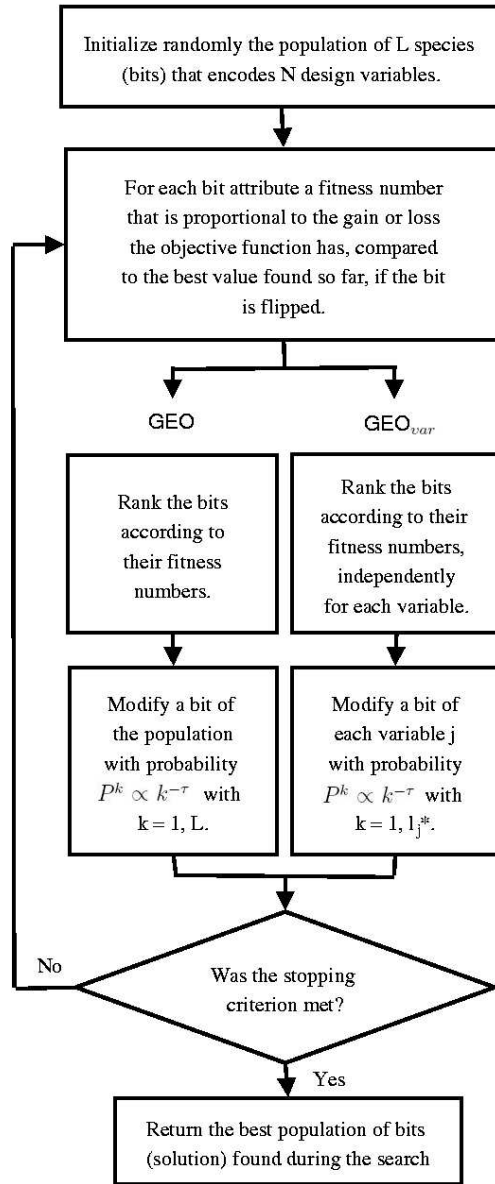 Initialize randomly the population of L species
(bits) that encodes N design variables.
For each bit attribute a fitness number
that is proportional to the gain or loss
the objective function has, compared
to the best value found so far, if the bit
is flipped.
GEO
GEO_var
Rank the bits
according to
their fitness
numbers.
Rank the bits
according to their
fitness numbers,
independently
for each variable.
Modify a bit of
the population
with probability
P^k ∝ k^{-τ} with
k = 1, L.
Modify a bit of
each variable j
with probability
P^k ∝ k^{-τ} with
k = 1, l_j*.
No
Was the stopping
criterion met?
Yes
Return the best population of bits
(solution) found during the search